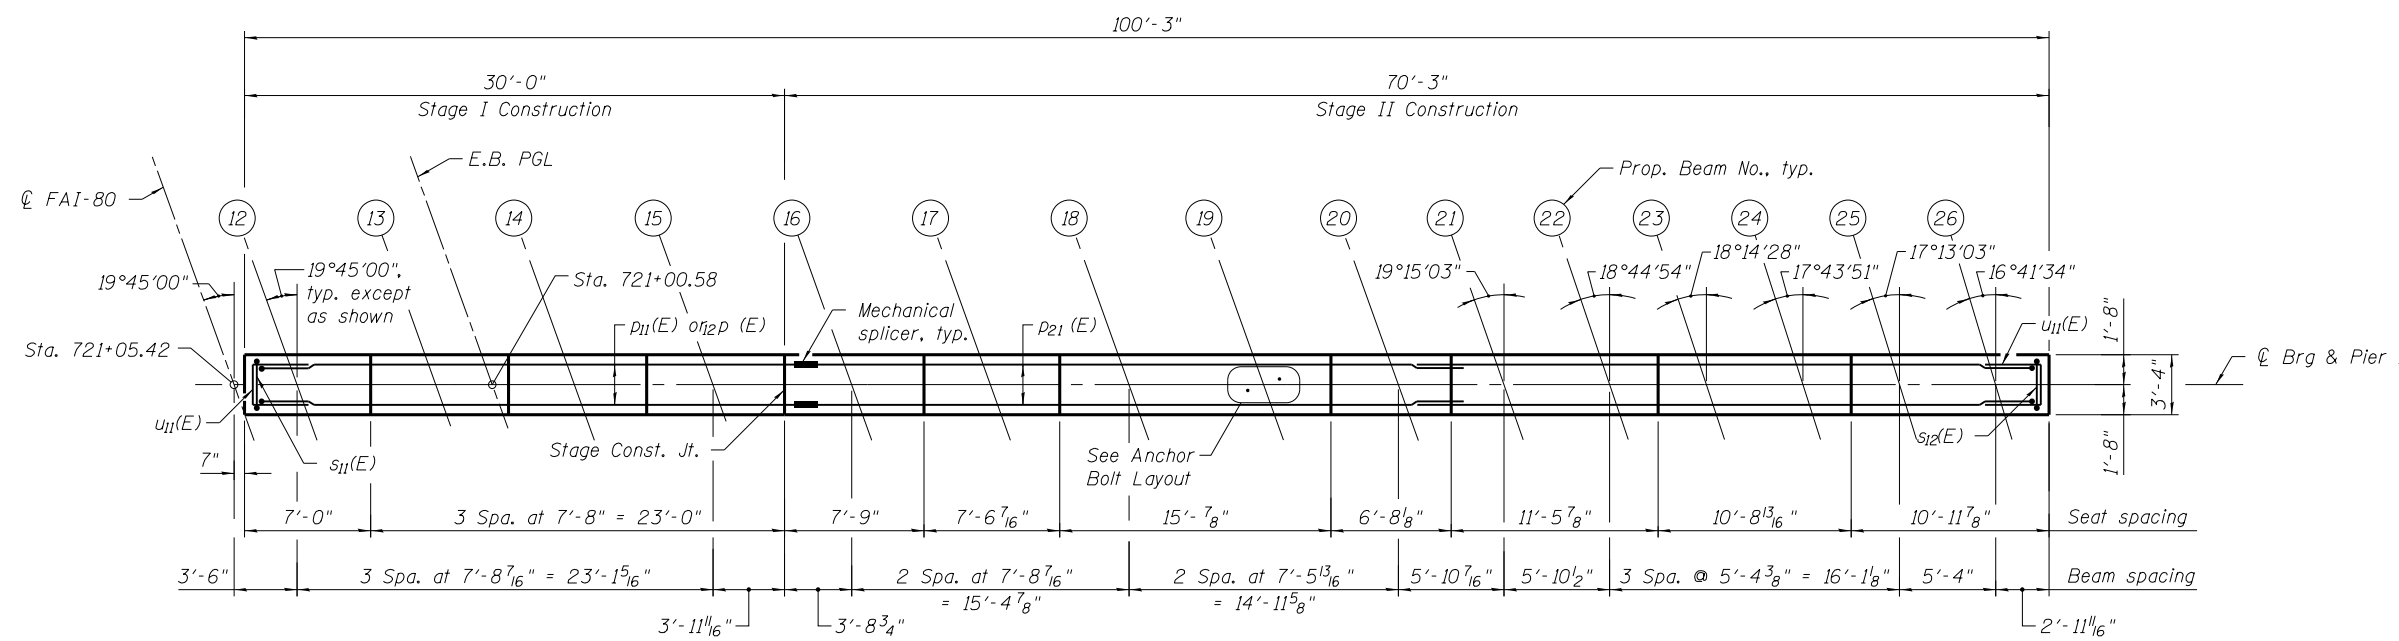 100'-3"
30'-0"
70'-3"
Stage I Construction
Stage II Construction
E.B. PGL
Prop. Beam No., typ.
℄ FAI-80
12
13
14
15
16
17
18
19
20
21
22
23
24
25
26
19°45'00"
19°45'00",
typ. except
as shown
Sta. 721+00.58
19°15'03"
18°44'54"
18°14'28"
17°43'51"
17°13'03"
16°41'34"
Sta. 721+05.42
p11(E) or12p (E)
Mechanical
splicer, typ.
p21 (E)
u11(E)
1'-8"
3'-4"
1'-8"
℄ Brg & Pier
u11(E)
7"
s11(E)
Stage Const. Jt.
See Anchor
Bolt Layout
s12(E)
7'-0"
3 Spa. at 7'-8" = 23'-0"
7'-9"
7'-6 7/16"
15'-7/8"
6'-8 1/8"
11'-5 7/8"
10'-8 13/16"
10'-11 7/8"
Seat spacing
3'-6"
3 Spa. at 7'-8 7/16" = 23'-1 5/16"
2 Spa. at 7'-8 7/16"
= 15'-4 7/8"
2 Spa. at 7'-5 13/16"
= 14'-11 5/8"
5'-10 7/16"
5'-10 1/2"
3 Spa. @ 5'-4 3/8" = 16'-1 1/8"
5'-4"
Beam spacing
3'-11 11/16"
3'-8 3/4"
2'-11 11/16"